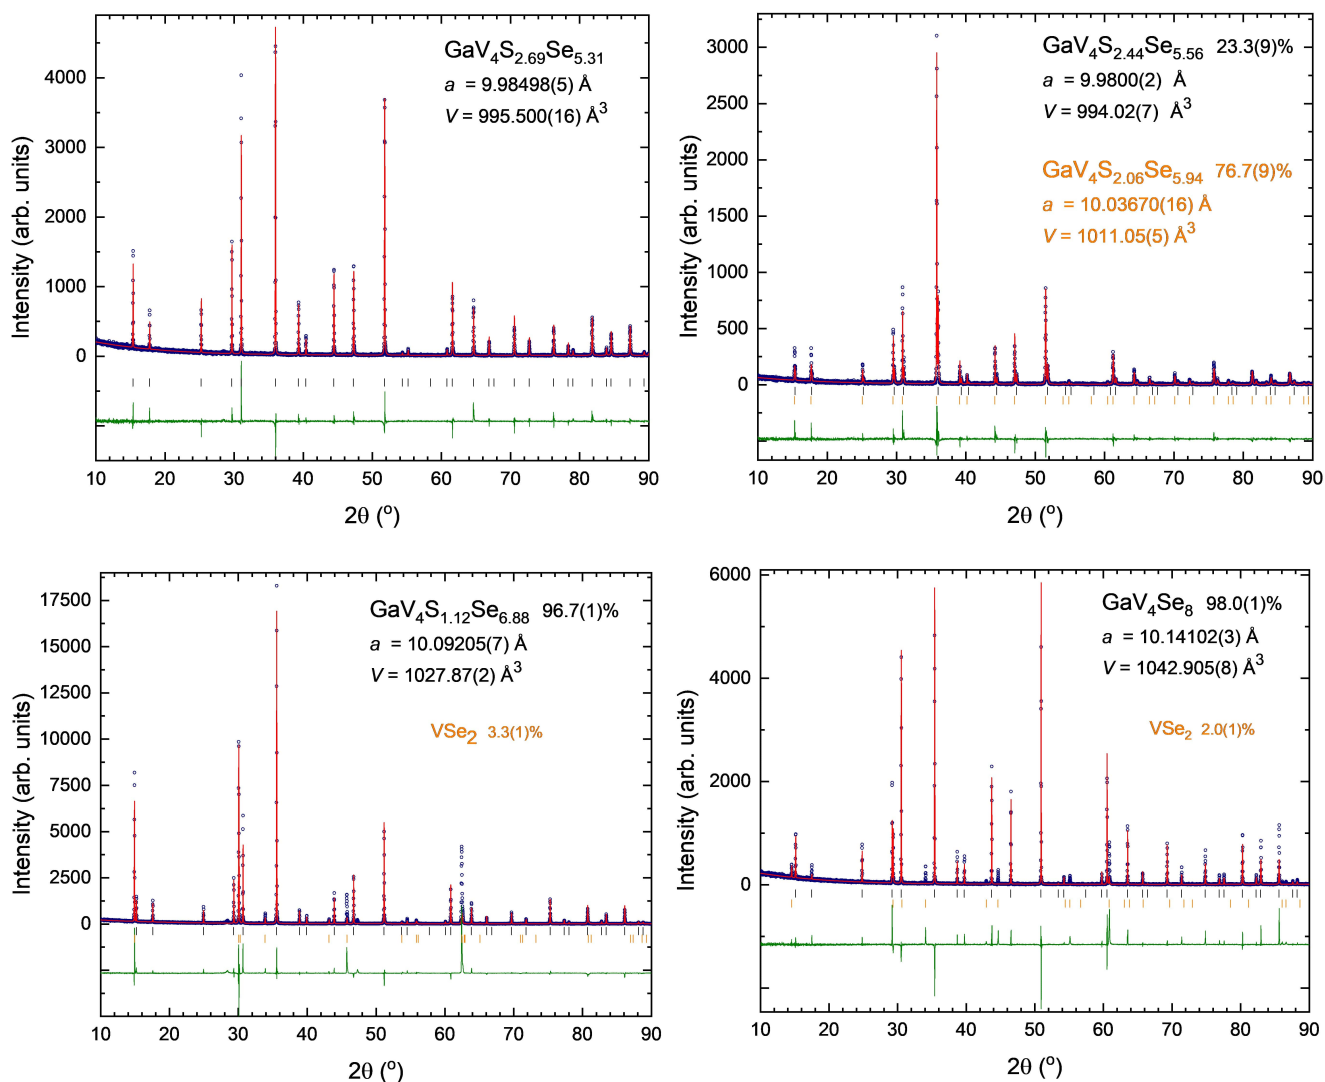 GaV4S2.69Se5.31
a = 9.98498(5) Å
V = 995.500(16) Å3
Intensity (arb. units)
4000
3000
2000
1000
0
10 20 30 40 50 60 70 80 90
2θ (o)
GaV4S2.44Se5.56 23.3(9)%
a = 9.9800(2) Å
V = 994.02(7) Å3
GaV4S2.06Se5.94 76.7(9)%
a = 10.03670(16) Å
V = 1011.05(5) Å3
Intensity (arb. units)
3000
2500
2000
1500
1000
500
0
10 20 30 40 50 60 70 80 90
2θ (o)
GaV4S1.12Se6.88 96.7(1)%
a = 10.09205(7) Å
V = 1027.87(2) Å3
VSe2 3.3(1)%
Intensity (arb. units)
17500
15000
12500
10000
7500
5000
2500
0
10 20 30 40 50 60 70 80 90
2θ (o)
GaV4Se8 98.0(1)%
a = 10.14102(3) Å
V = 1042.905(8) Å3
VSe2 2.0(1)%
Intensity (arb. units)
6000
4000
2000
0
10 20 30 40 50 60 70 80 90
2θ (o)